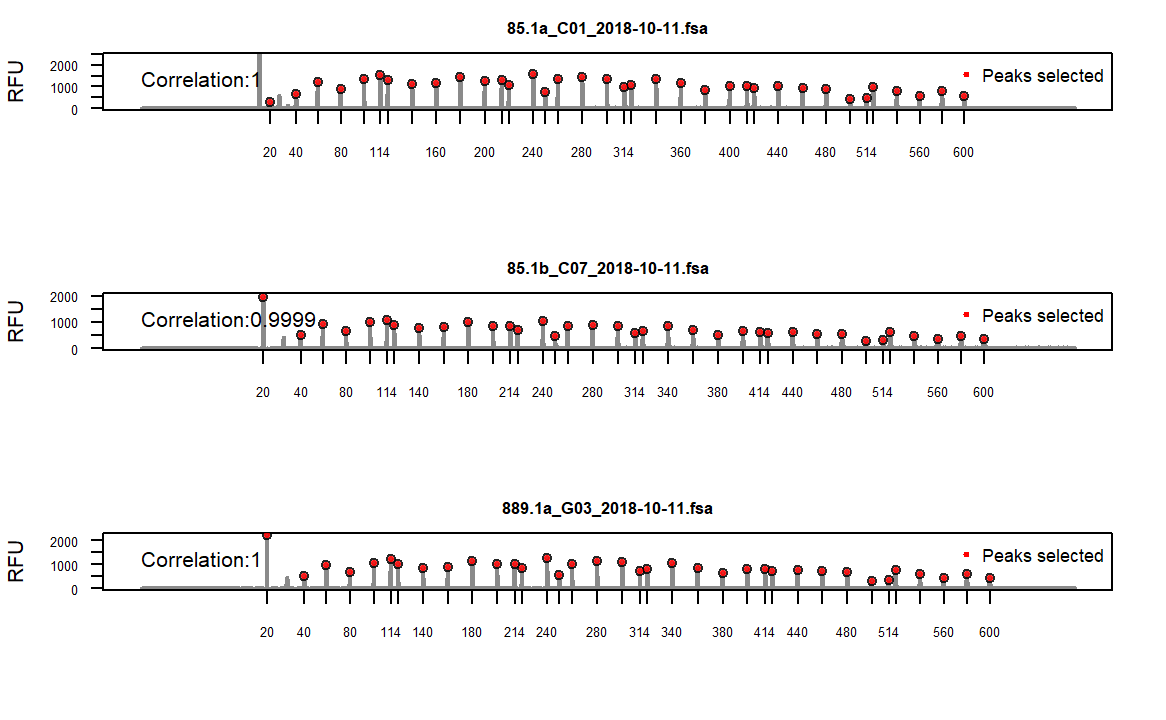 85.1a_C01_2018-10-11.fsa
RFU
2000
1000
0
Correlation:1
Peaks selected
20 40 80 114 160 200 240 280 314 360 400 440 480 514 560 600
85.1b_C07_2018-10-11.fsa
RFU
2000
1000
0
Correlation:0.9999
Peaks selected
20 40 80 114 140 180 214 240 280 314 340 380 414 440 480 514 560 600
889.1a_G03_2018-10-11.fsa
RFU
2000
1000
0
Correlation:1
Peaks selected
20 40 80 114 140 180 214 240 280 314 340 380 414 440 480 514 560 600